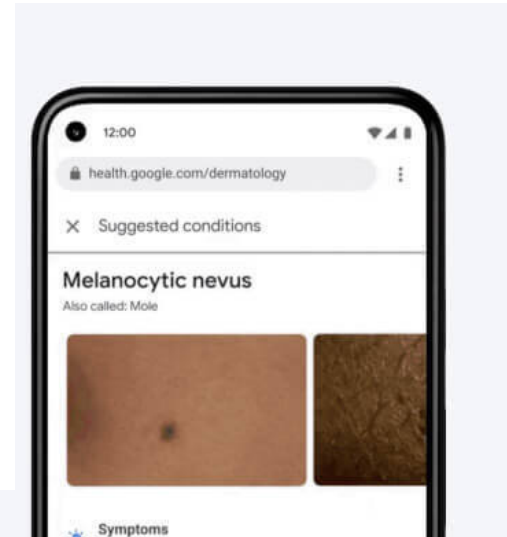 12:00
health.google.com/dermatology
Suggested conditions
Melanocytic nevus
Also called: Mole
Symptoms